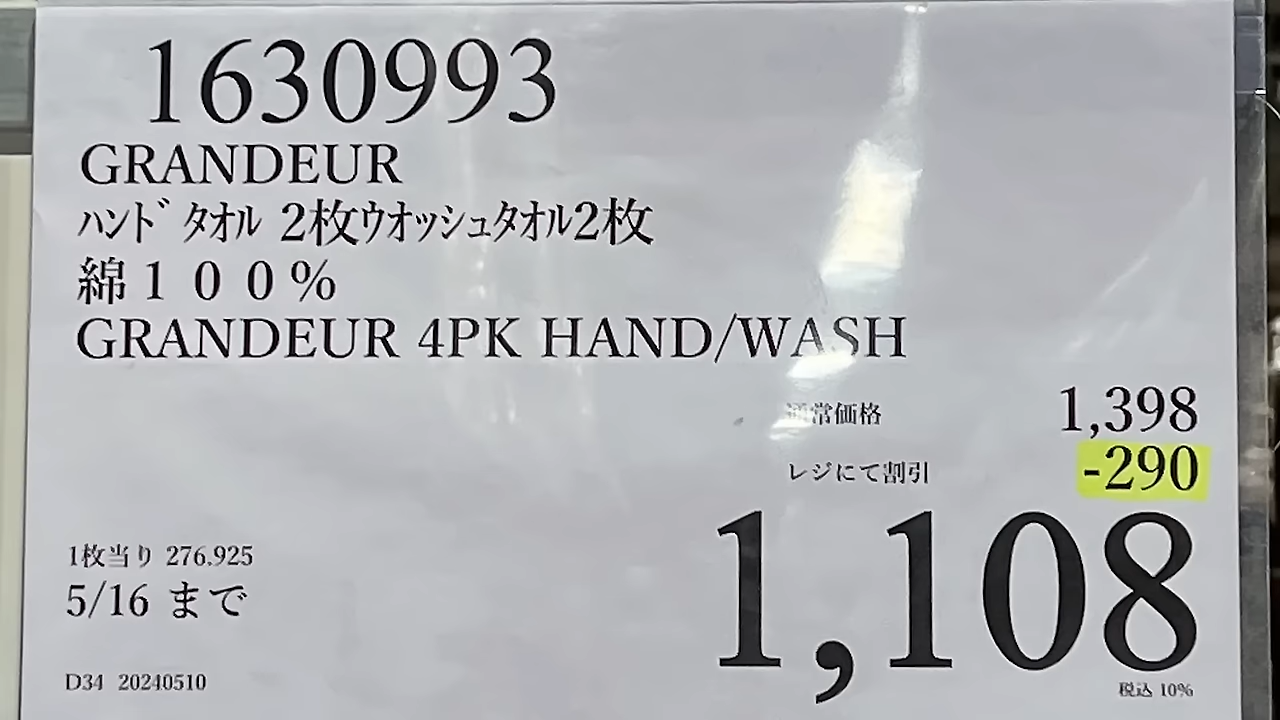 1630993
GRANDEUR
ﾊﾝﾄﾞﾀｵﾙ 2枚ｳｵｯｼｭﾀｵﾙ2枚
綿１００%
GRANDEUR 4PK HAND/WASH
通常価格 1,398
レジにて割引 -290
1,108
1枚当り 276.925
5/16 まで
D34 20240510
税込 10%